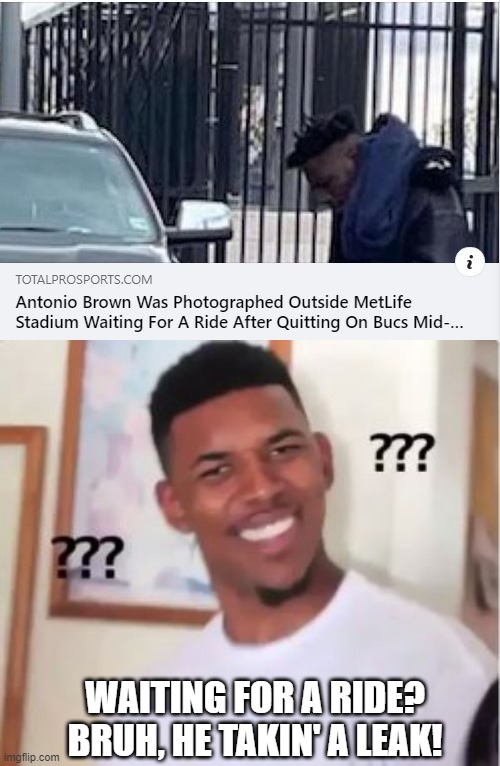 TOTALPROSPORTS.COM
i
Antonio Brown Was Photographed Outside MetLife
Stadium Waiting For A Ride After Quitting On Bucs Mid-...
???
???
WAITING FOR A RIDE?
BRUH, HE TAKIN' A LEAK!
imgflip.com